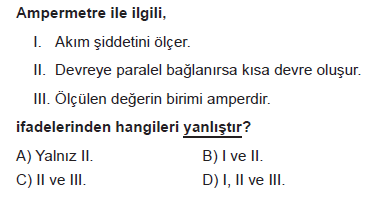 Ampermetre ile ilgili,
I. Akım şiddetini ölçer.
II. Devreye paralel bağlanırsa kısa devre oluşur.
III. Ölçülen değerin birimi amperdir.
ifadelerinden hangileri yanlıştır?
A) Yalnız II. B) I ve II.
C) II ve III. D) I, II ve III.